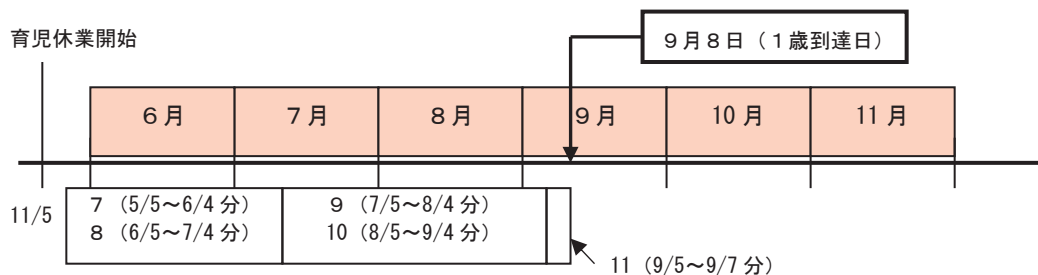 育児休業開始
9月8日（1歳到達日）
6月 7月 8月 9月 10月 11月
11/5
7（5/5～6/4分） 9（7/5～8/4分）
8（6/5～7/4分） 10（8/5～9/4分）
11（9/5～9/7分）